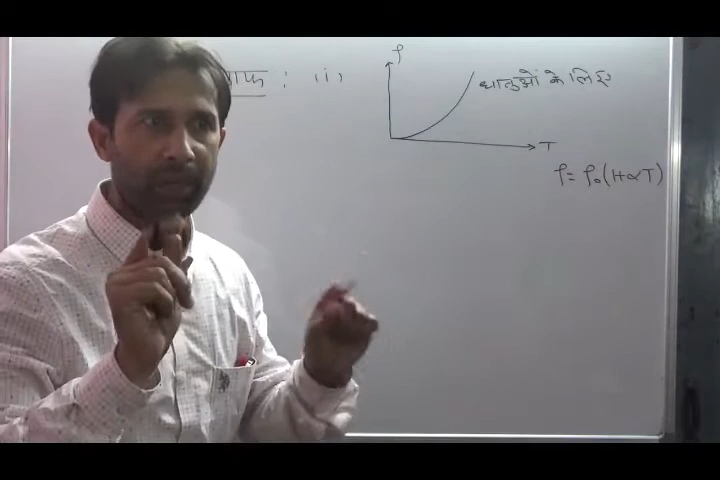 : (i)
ρ
धातुओं के लिए
T
ρ = ρ₀(1+αT)